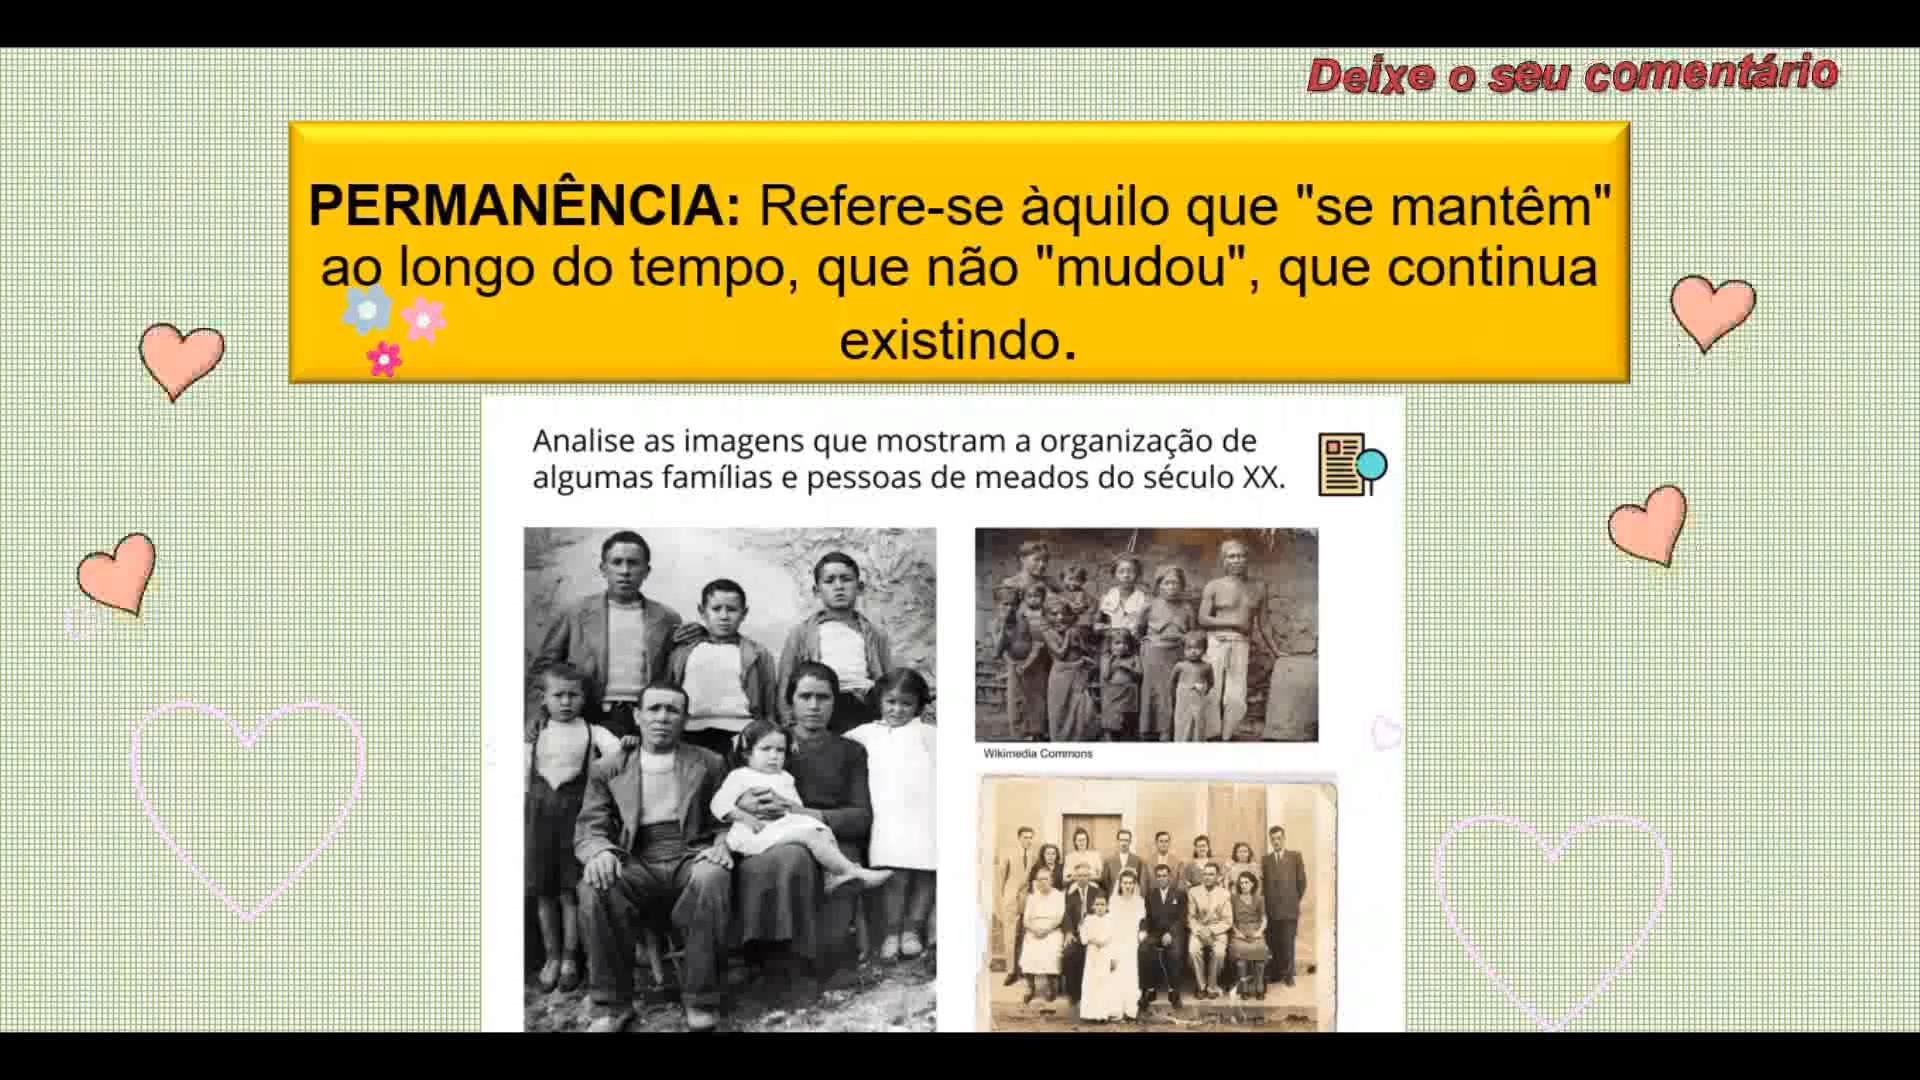 Deixe o seu comentário
PERMANÊNCIA: Refere-se àquilo que "se mantêm"
ao longo do tempo, que não "mudou", que continua
existindo.
Analise as imagens que mostram a organização de
algumas famílias e pessoas de meados do século XX.
Wikimedia Commons